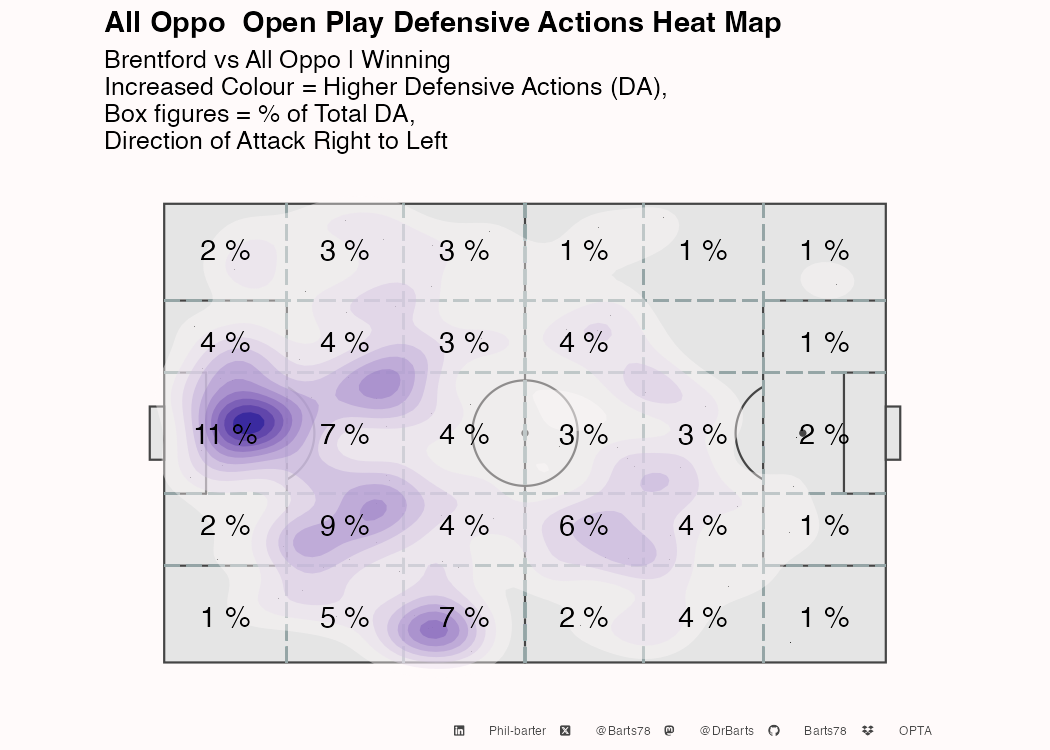 All Oppo  Open Play Defensive Actions Heat Map
Brentford vs All Oppo | Winning
Increased Colour = Higher Defensive Actions (DA),
Box figures = % of Total DA,
Direction of Attack Right to Left
2 % 3 % 3 % 1 % 1 % 1 %
4 % 4 % 3 % 4 % 1 %
11 % 7 % 4 % 3 % 3 % 2 %
2 % 9 % 4 % 6 % 4 % 1 %
1 % 5 % 7 % 2 % 4 % 1 %
Phil-barter @Barts78 @DrBarts Barts78 OPTA